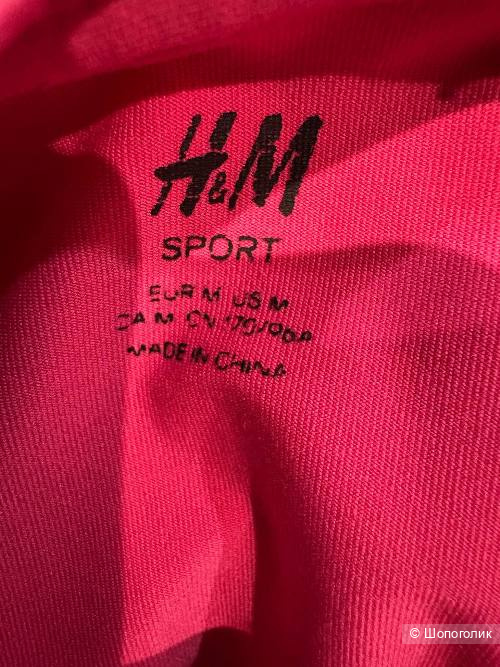 H&M
SPORT
EUR M US M
CA M CN 170/96A
MADE IN CHINA
© Шопоголик